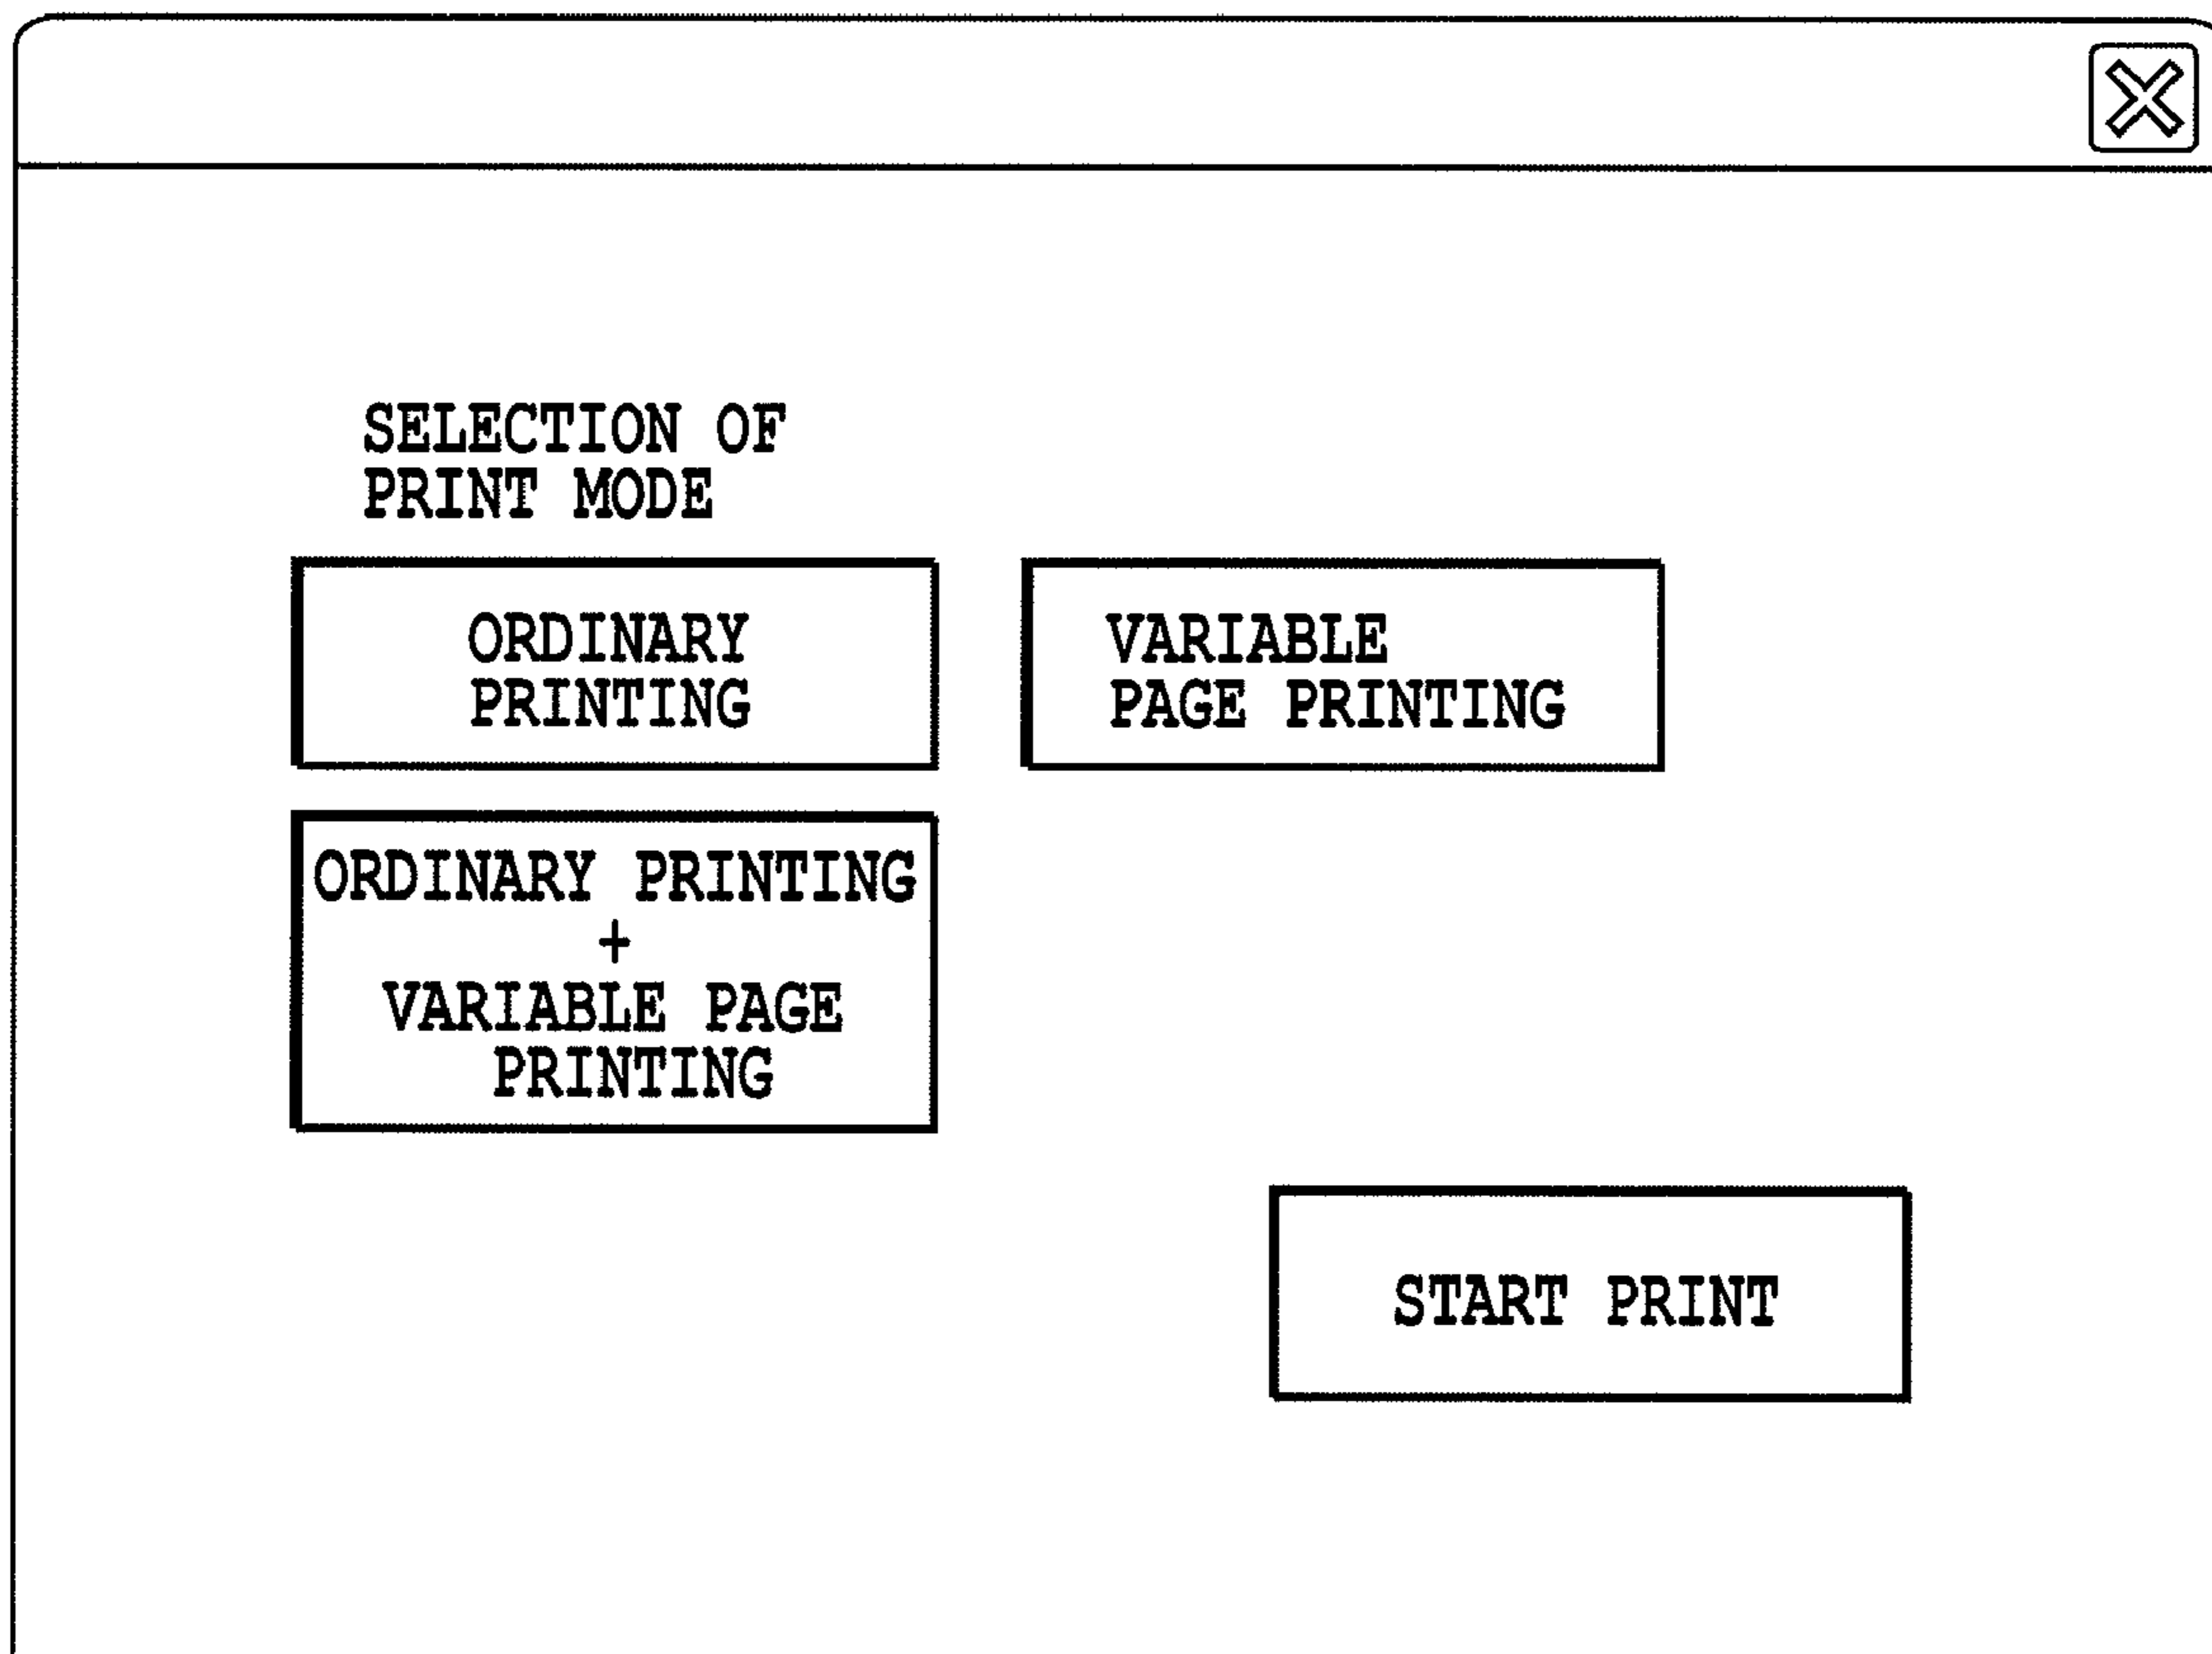 SELECTION OF
PRINT MODE
ORDINARY
PRINTING
VARIABLE
PAGE PRINTING
ORDINARY PRINTING
+
VARIABLE PAGE
PRINTING
START PRINT